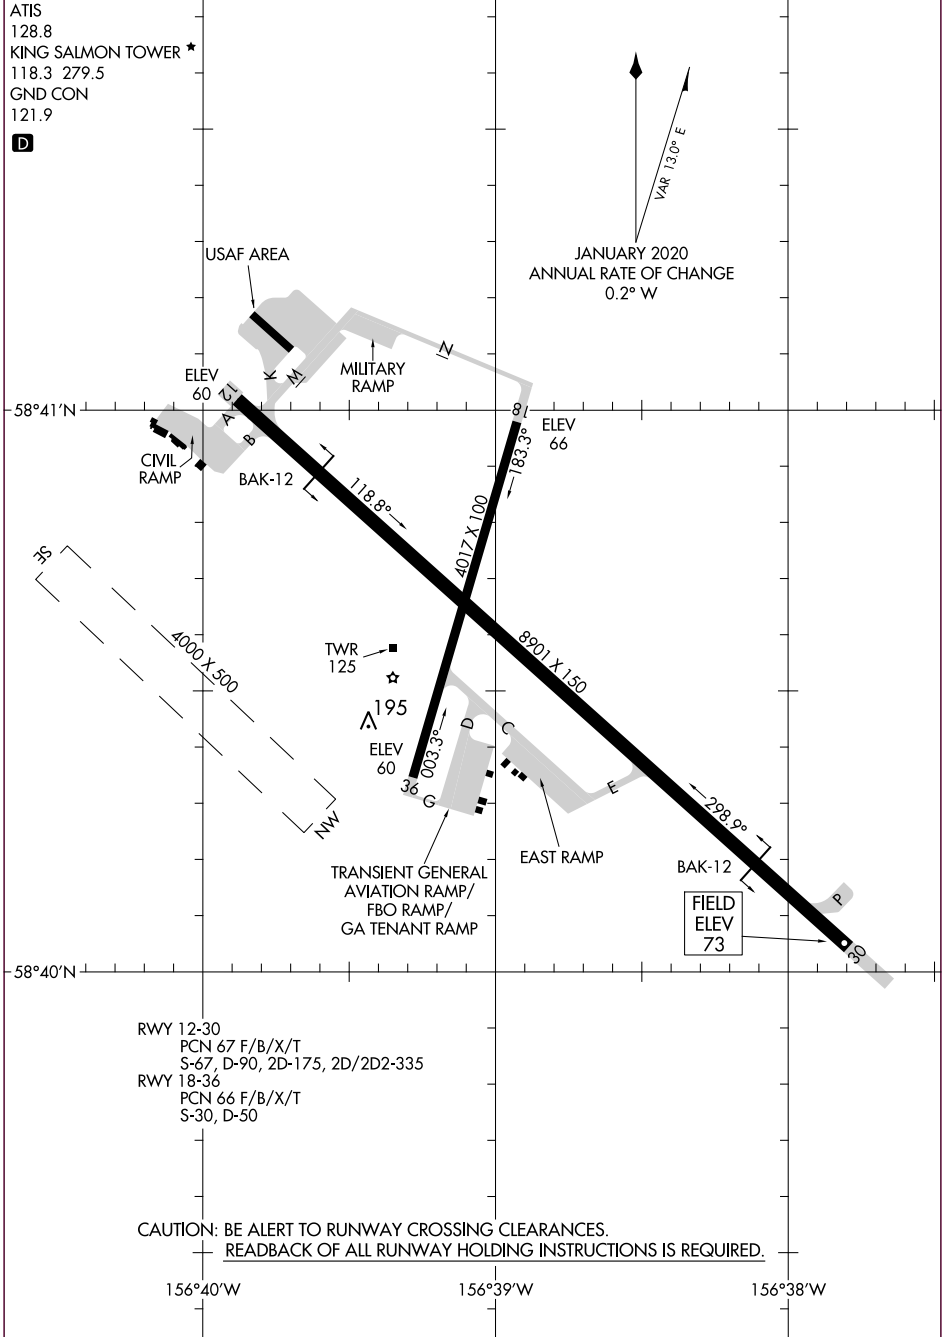 ATIS
128.8
KING SALMON TOWER ★
118.3 279.5
GND CON
121.9
D
VAR 13.0° E
JANUARY 2020
ANNUAL RATE OF CHANGE
0.2° W
USAF AREA
MILITARY
RAMP
Z
K
M
ELEV
60
12
A
B
58°41'N
18
ELEV
66
183.3°
CIVIL
RAMP
BAK-12
118.8°
4017 X 100
4000 X 500
8901 X 150
TWR
125
195
ELEV
60
003.3°
36
G
D
C
E
NW
298.9°
BAK-12
EAST RAMP
TRANSIENT GENERAL
AVIATION RAMP/
FBO RAMP/
GA TENANT RAMP
P
FIELD
ELEV
73
30
58°40'N
RWY 12-30
PCN 67 F/B/X/T
S-67, D-90, 2D-175, 2D/2D2-335
RWY 18-36
PCN 66 F/B/X/T
S-30, D-50
CAUTION: BE ALERT TO RUNWAY CROSSING CLEARANCES.
READBACK OF ALL RUNWAY HOLDING INSTRUCTIONS IS REQUIRED.
156°40'W
156°39'W
156°38'W